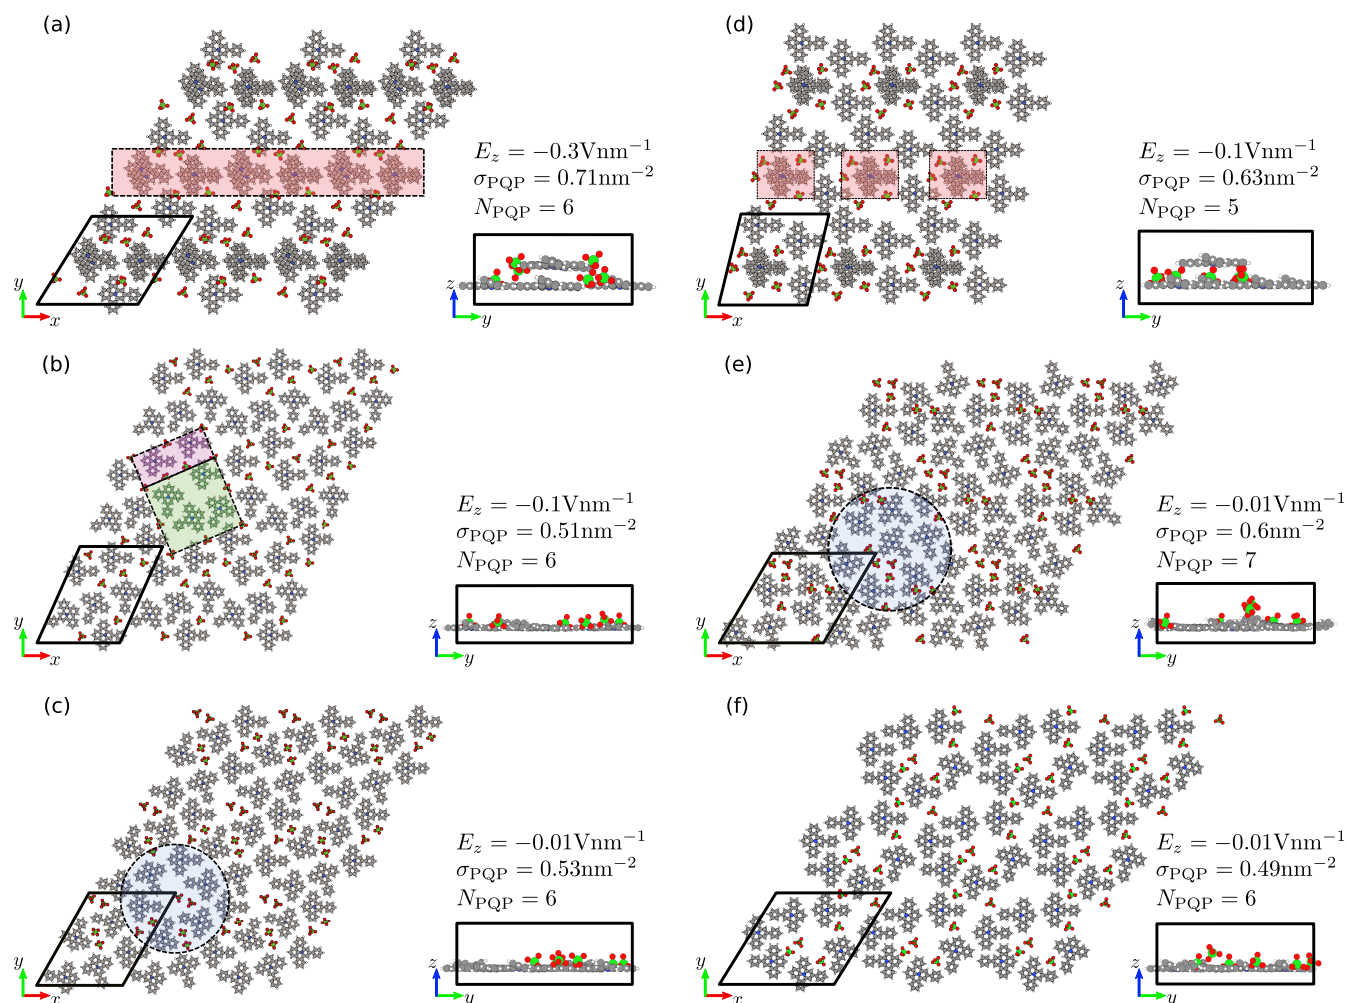 (a)
E_z = −0.3Vnm⁻¹
σ_PQP = 0.71nm⁻²
N_PQP = 6
y
x
z
y
(d)
E_z = −0.1Vnm⁻¹
σ_PQP = 0.63nm⁻²
N_PQP = 5
y
x
z
y
(b)
E_z = −0.1Vnm⁻¹
σ_PQP = 0.51nm⁻²
N_PQP = 6
y
x
z
y
(e)
E_z = −0.01Vnm⁻¹
σ_PQP = 0.6nm⁻²
N_PQP = 7
y
x
z
y
(c)
E_z = −0.01Vnm⁻¹
σ_PQP = 0.53nm⁻²
N_PQP = 6
y
x
z
y
(f)
E_z = −0.01Vnm⁻¹
σ_PQP = 0.49nm⁻²
N_PQP = 6
y
x
z
y